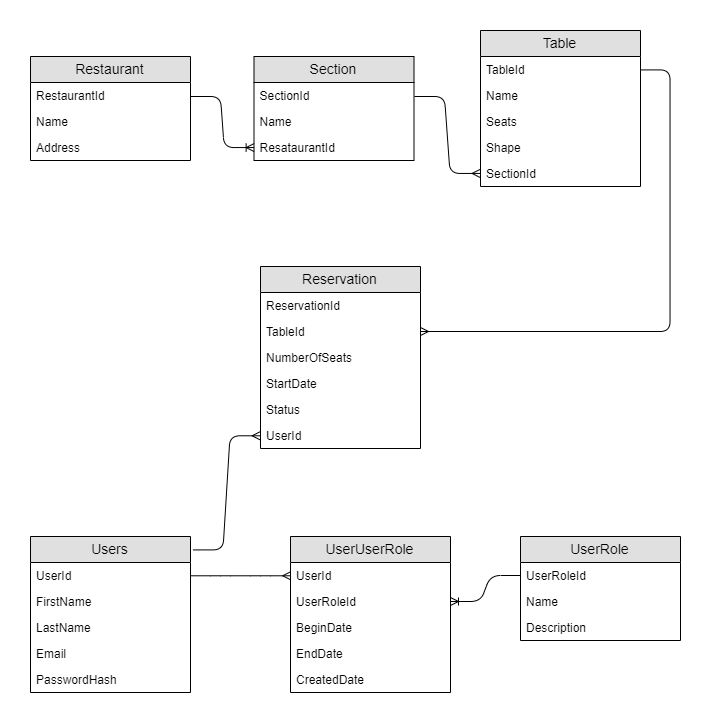 Restaurant
RestaurantId
Name
Address
Section
SectionId
Name
ResataurantId
Table
TableId
Name
Seats
Shape
SectionId
Reservation
ReservationId
TableId
NumberOfSeats
StartDate
Status
UserId
Users
UserId
FirstName
LastName
Email
PasswordHash
UserUserRole
UserId
UserRoleId
BeginDate
EndDate
CreatedDate
UserRole
UserRoleId
Name
Description